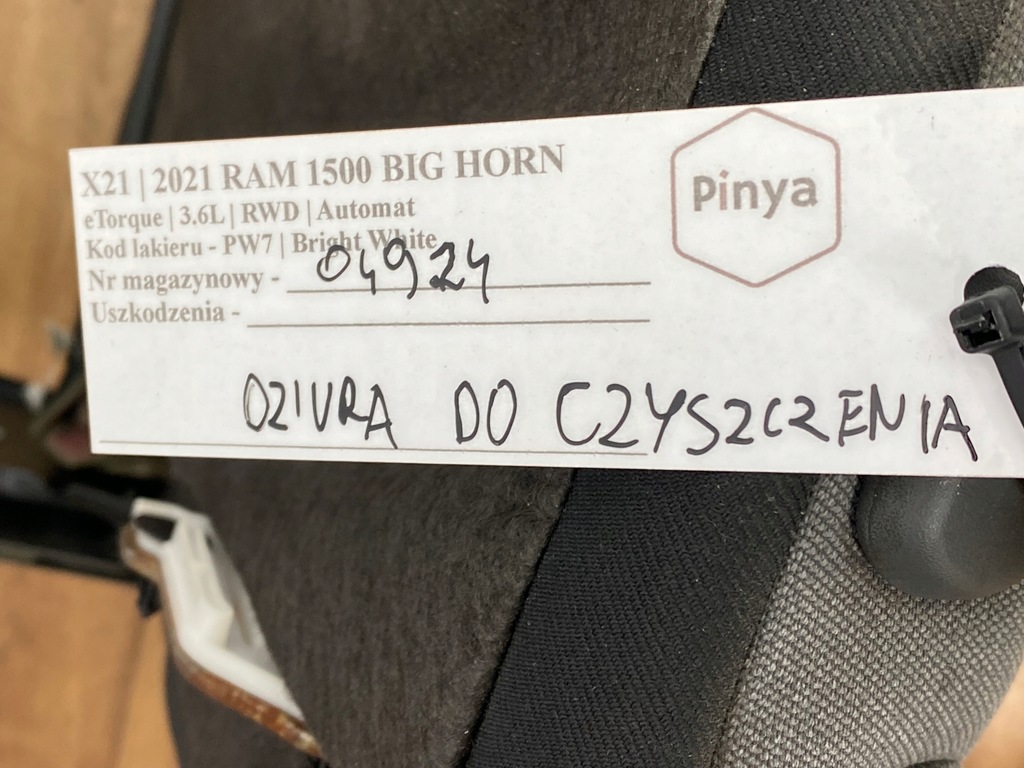 X21 | 2021 RAM 1500 BIG HORN
eTorque | 3.6L | RWD | Automat
Kod lakieru - PW7 | Bright White
Nr magazynowy - 04924
Uszkodzenia -
DZIURA DO CZYSZCZENIA
Pinya